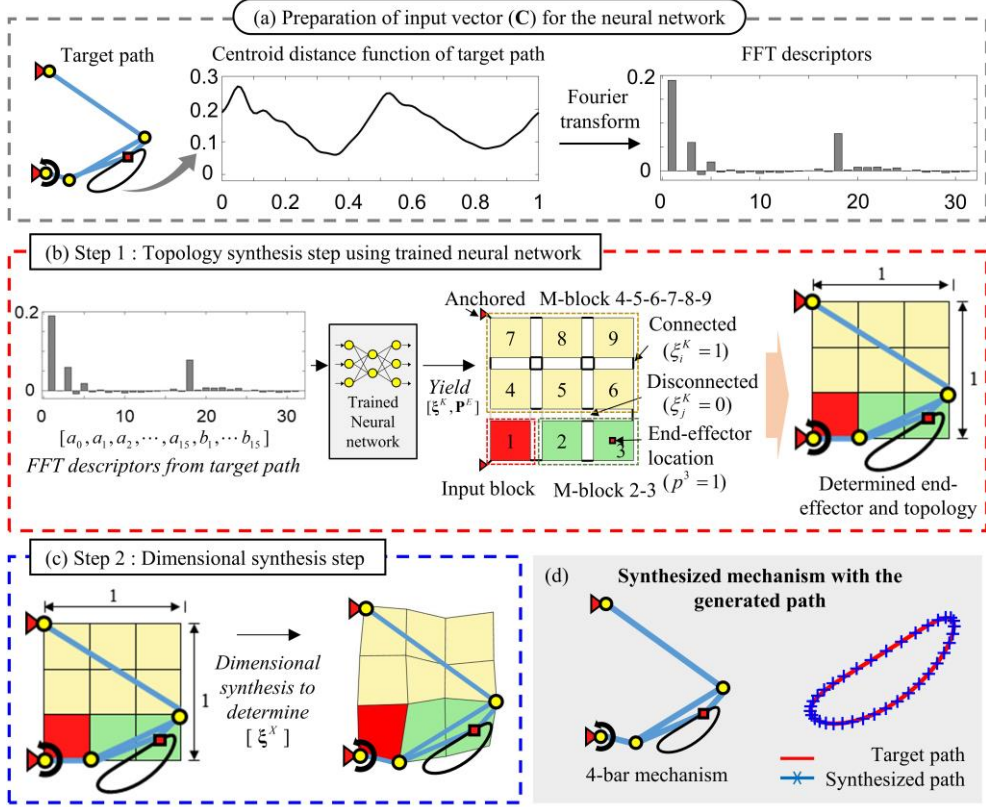 (a) Preparation of input vector (C) for the neural network
Target path
Centroid distance function of target path
FFT descriptors
0.3
0.2
0.1
0
0 0.2 0.4 0.6 0.8 1
Fourier
transform
0.2
0
0 10 20 30
(b) Step 1 : Topology synthesis step using trained neural network
0.2
0
0 10 20 30
[a₀, a₁, a₂, ⋯, a₁₅, b₁, ⋯ b₁₅]
FFT descriptors from target path
Trained
Neural
network
Yield
[ξᴷ, Pᴱ]
Anchored
M-block 4-5-6-7-8-9
7 8 9
4 5 6
1 2 3
Input block
M-block 2-3
Connected
(ξᵢᴷ = 1)
Disconnected
(ξⱼᴷ = 0)
End-effector
location
(p³ = 1)
1
1
Determined end-
effector and topology
(c) Step 2 : Dimensional synthesis step
1
1
Dimensional
synthesis to
determine
[ξˣ]
(d)
Synthesized mechanism with the
generated path
4-bar mechanism
Target path
Synthesized path